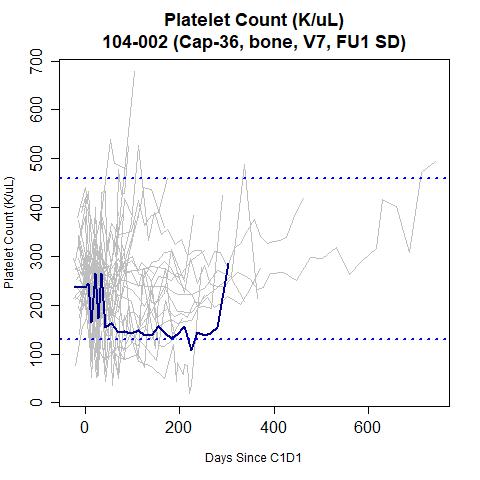 Platelet Count (K/uL)
104-002 (Cap-36, bone, V7, FU1 SD)
Platelet Count (K/uL)
700
600
500
400
300
200
100
0
0 200 400 600
Days Since C1D1